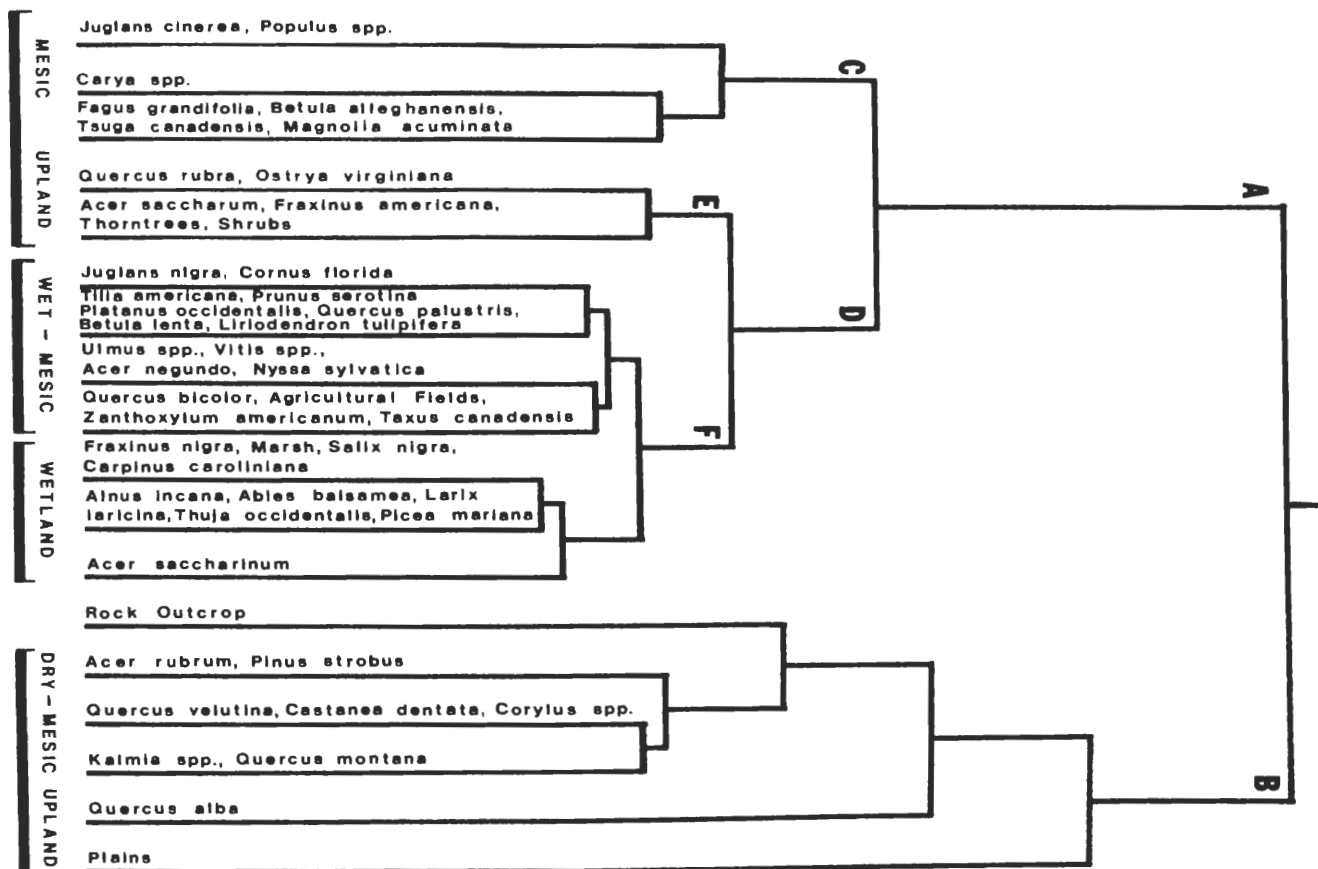 Juglans cinerea, Populus spp.
Carya spp.
Fagus grandifolia, Betula alleghanensis,
Tsuga canadensis, Magnolia acuminata
Quercus rubra, Ostrya virginiana
Acer saccharum, Fraxinus americana,
Thorntrees, Shrubs
Juglans nigra, Cornus florida
Tilia americana, Prunus serotina
Platanus occidentalis, Quercus palustris,
Betula lenta, Liriodendron tulipifera
Ulmus spp., Vitis spp.,
Acer negundo, Nyssa sylvatica
Quercus bicolor, Agricultural Fields,
Zanthoxylum americanum, Taxus canadensis
Fraxinus nigra, Marsh, Salix nigra,
Carpinus caroliniana
Alnus incana, Abies balsamea, Larix
laricina, Thuja occidentalis, Picea mariana
Acer saccharinum
Rock Outcrop
Acer rubrum, Pinus strobus
Quercus velutina, Castanea dentata, Corylus spp.
Kalmia spp., Quercus montana
Quercus alba
Plains
MESIC UPLAND
WET-MESIC
WETLAND
DRY-MESIC UPLAND
A
B
C
D
E
F